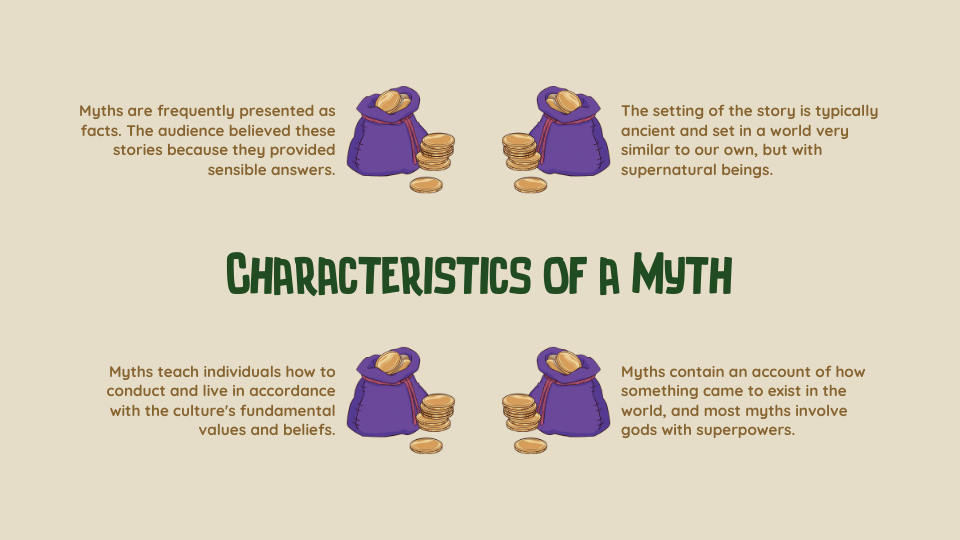 Myths are frequently presented as
facts. The audience believed these
stories because they provided
sensible answers.
The setting of the story is typically
ancient and set in a world very
similar to our own, but with
supernatural beings.
Characteristics of a Myth
Myths teach individuals how to
conduct and live in accordance
with the culture's fundamental
values and beliefs.
Myths contain an account of how
something came to exist in the
world, and most myths involve
gods with superpowers.